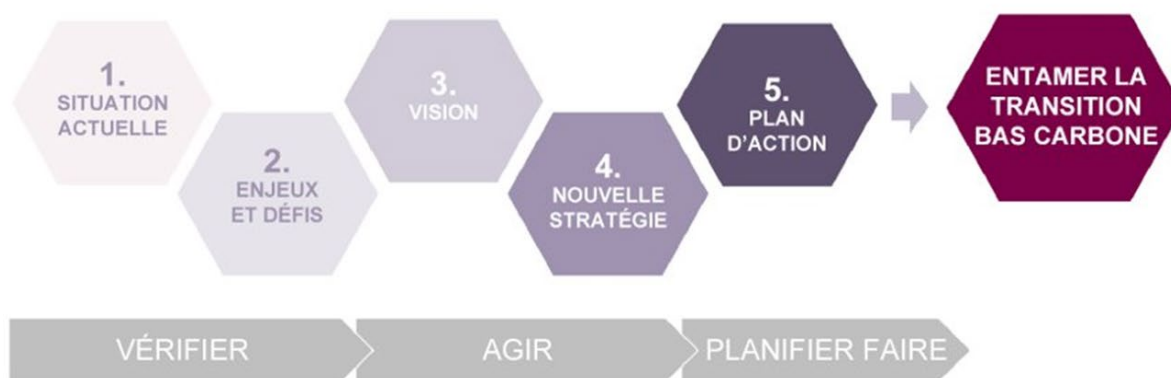 1.
SITUATION
ACTUELLE
2.
ENJEUX
ET DÉFIS
3.
VISION
4.
NOUVELLE
STRATÉGIE
5.
PLAN
D'ACTION
ENTAMER LA
TRANSITION
BAS CARBONE
VÉRIFIER
AGIR
PLANIFIER FAIRE